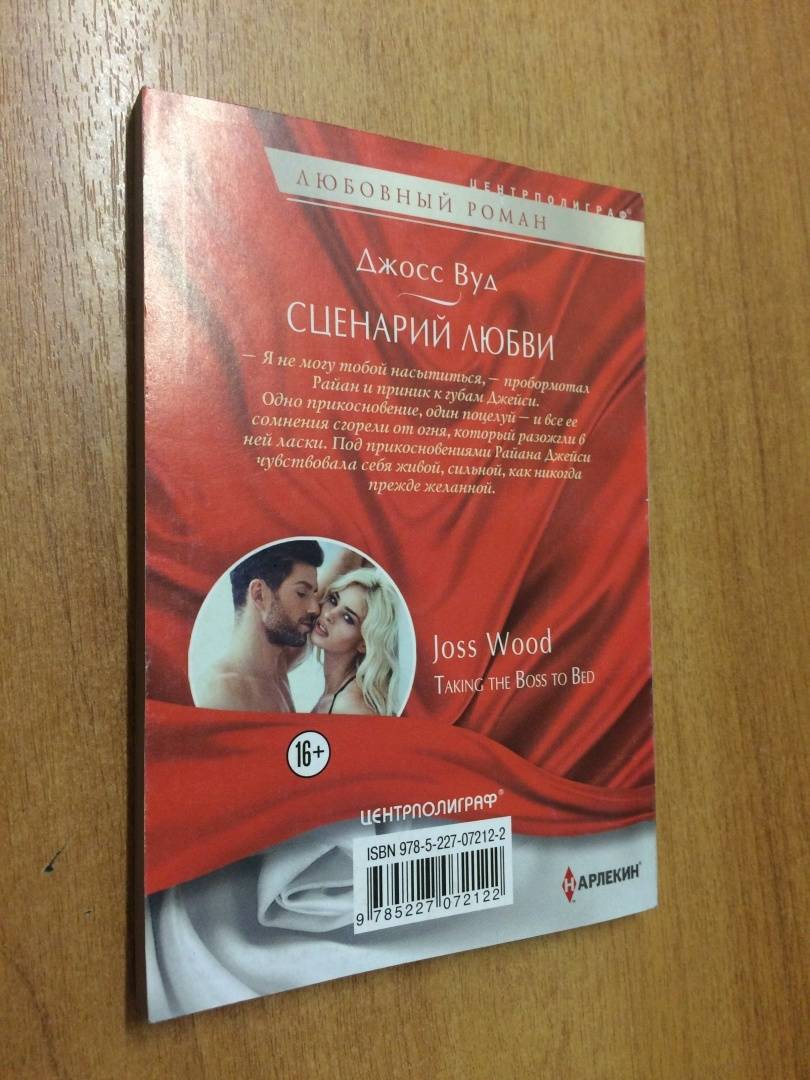 ЦЕНТРПОЛИГРАФ®
ЛЮБОВНЫЙ РОМАН
Джосс Вуд
СЦЕНАРИЙ ЛЮБВИ
– Я не могу тобой насытиться, – пробормотал
Райан и приник к губам Джейси.
Одно прикосновение, один поцелуй – и все ее
сомнения сгорели от огня, который разожгли в
ней ласки. Под прикосновениями Райана Джейси
чувствовала себя живой, сильной, как никогда
прежде желанной.
Joss Wood
TAKING THE BOSS TO BED
16+
ЦЕНТРПОЛИГРАФ®
ISBN 978-5-227-07212-2
9 785227 072122
Н АРЛЕКИН®